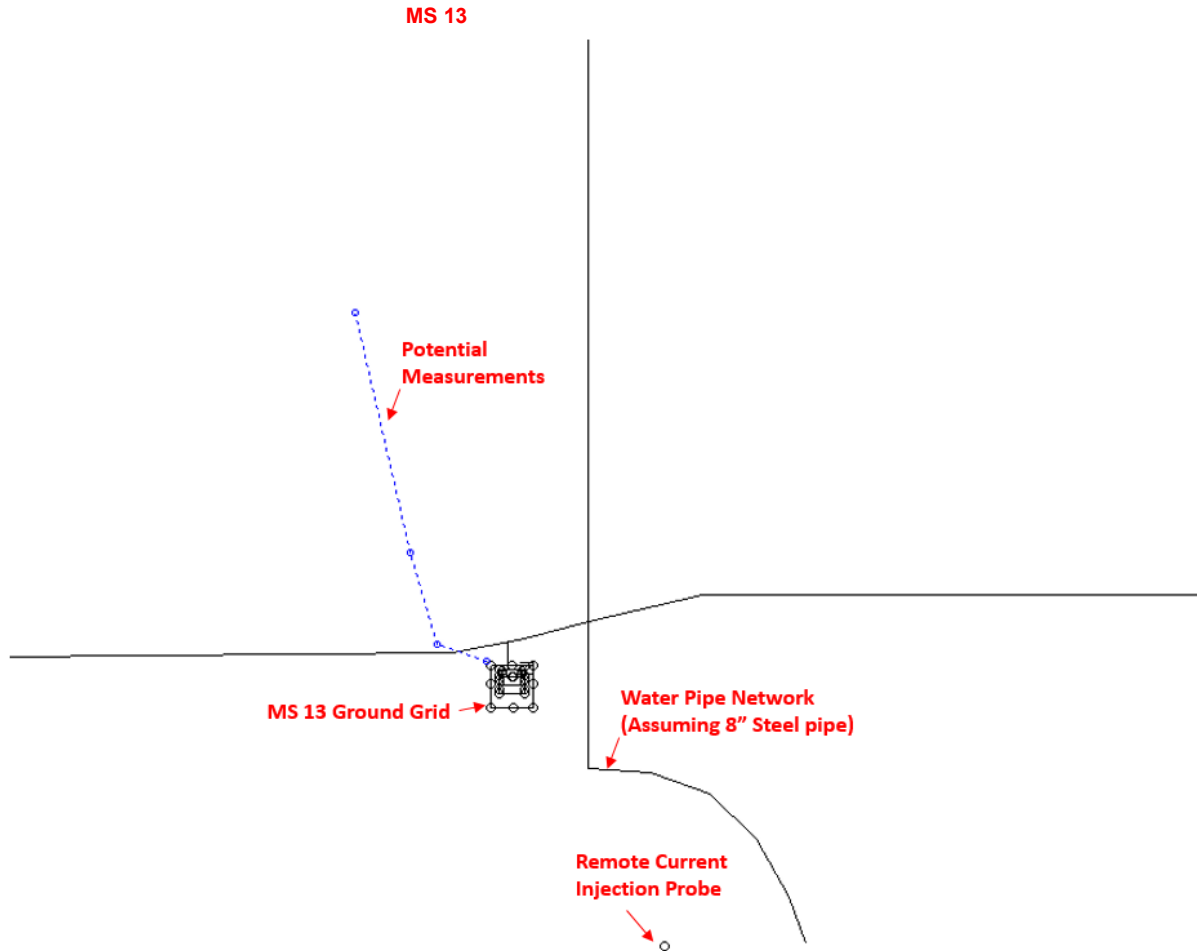 MS 13
Potential
Measurements
MS 13 Ground Grid
Water Pipe Network
(Assuming 8” Steel pipe)
Remote Current
Injection Probe